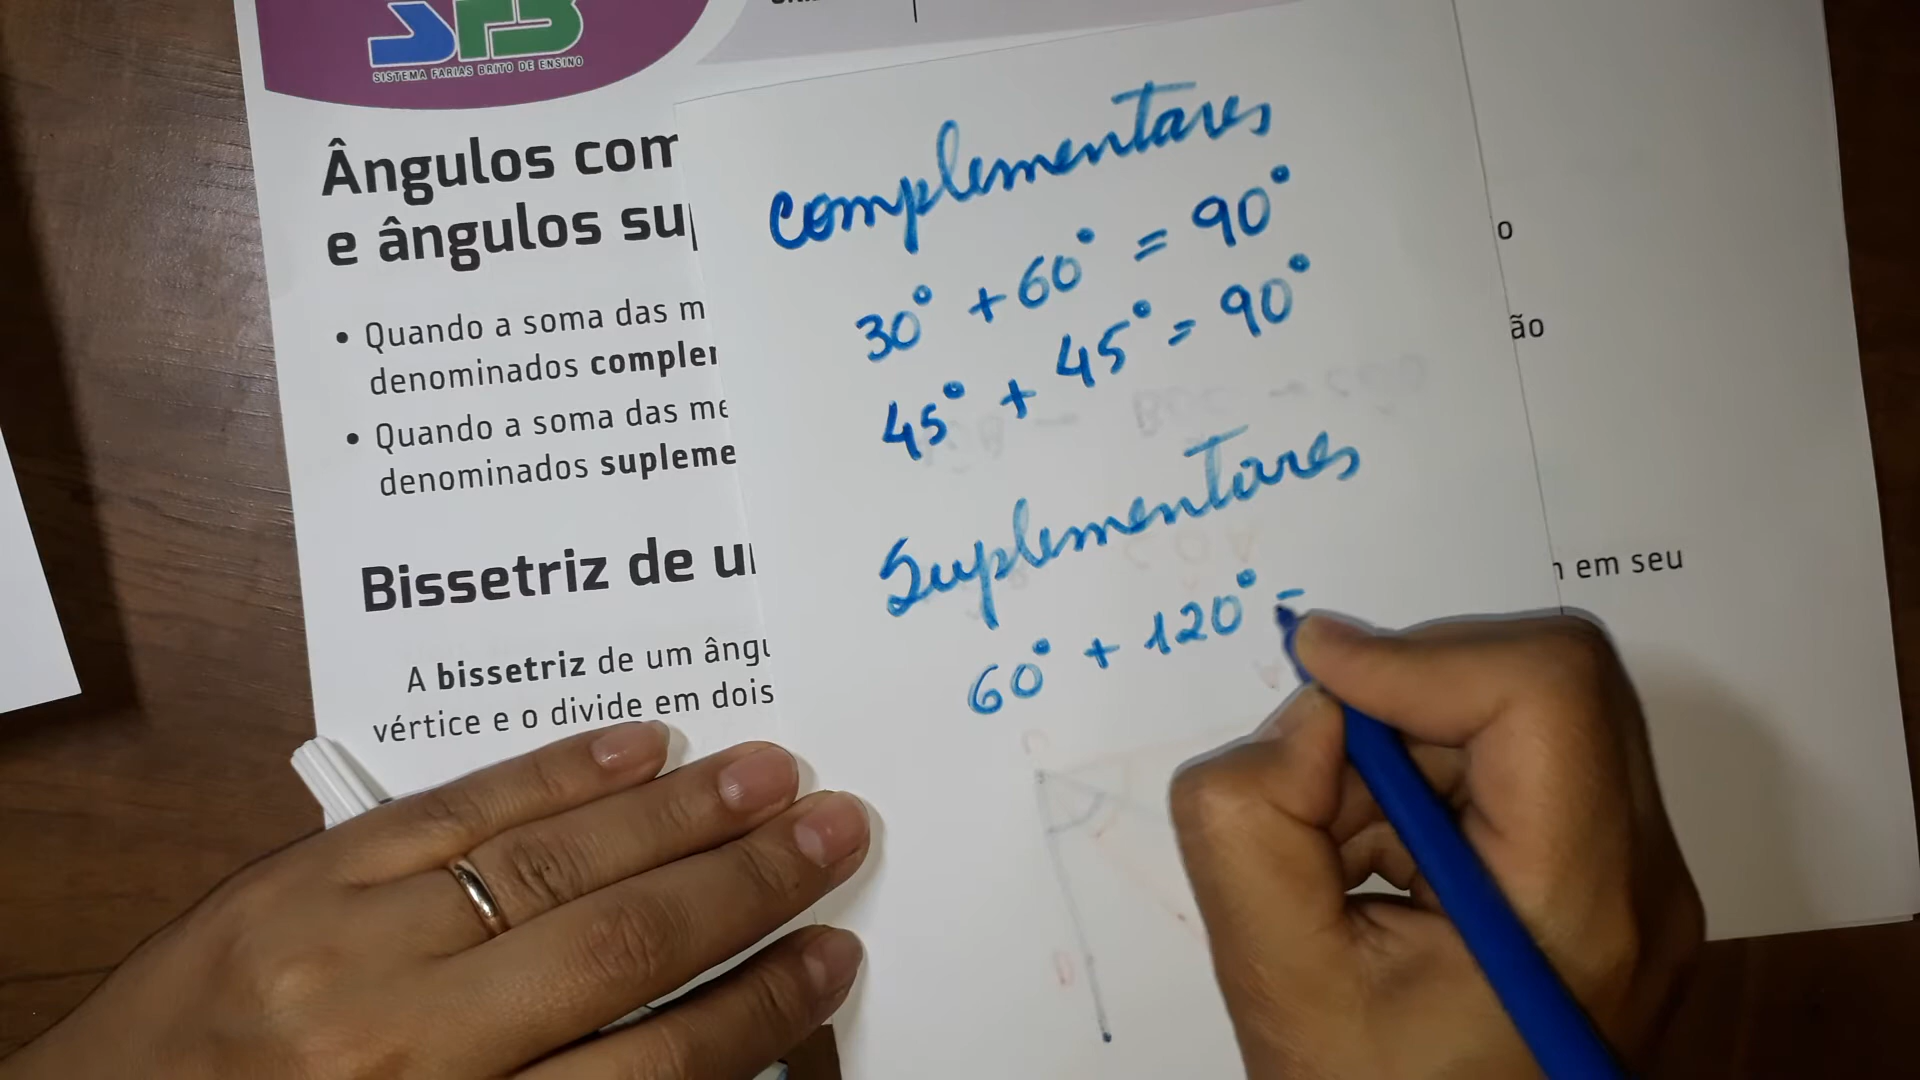 SFB
SISTEMA FARIAS BRITO DE ENSINO
Ângulos com
e ângulos su
• Quando a soma das m
denominados complem
• Quando a soma das me
denominados supleme
Bissetriz de u
A bissetriz de um ângu
vértice e o divide em dois
Complementares
30° + 60° = 90°
45° + 45° = 90°
Suplementares
60° + 120° =
o
ão
em seu